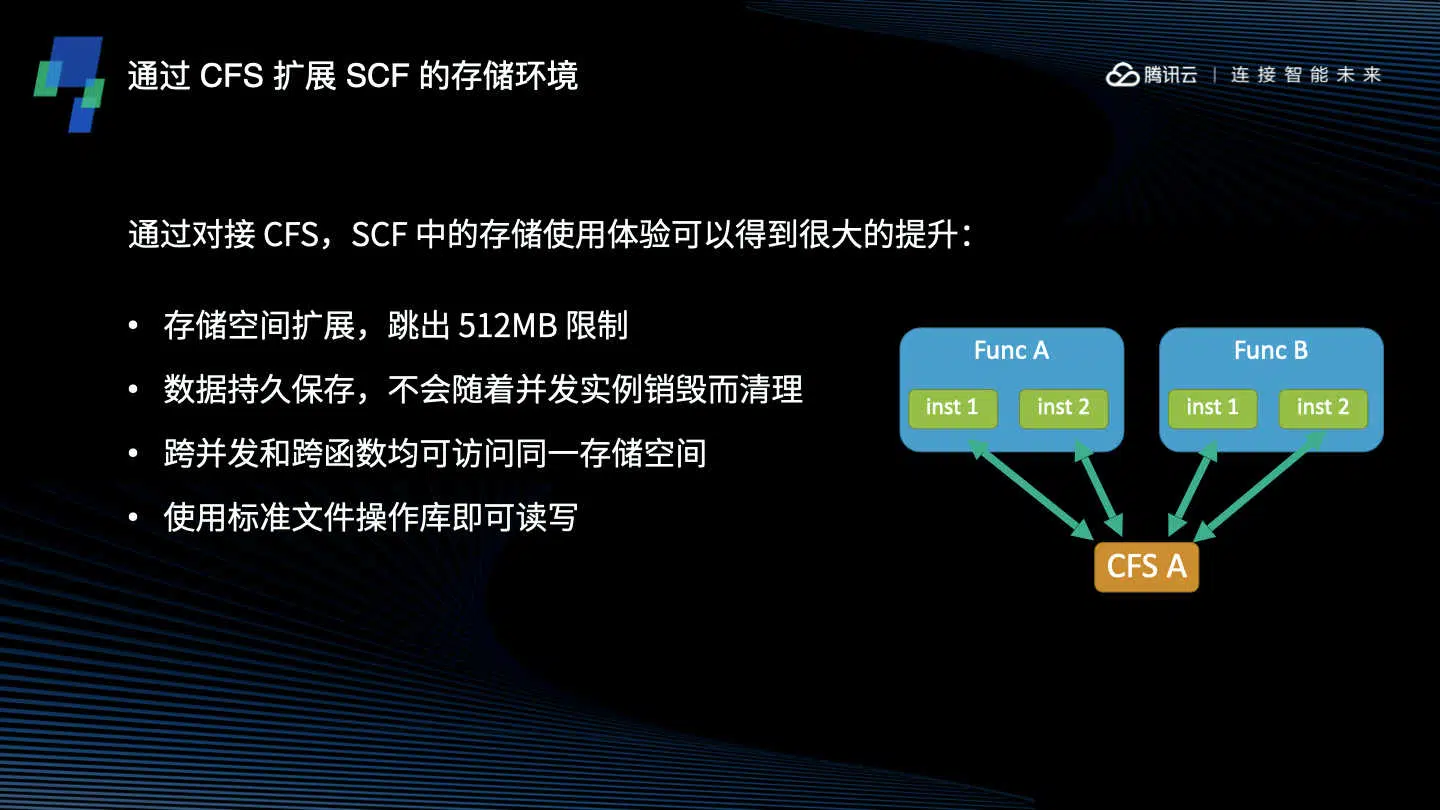 通过 CFS 扩展 SCF 的存储环境
腾讯云 | 连接智能未来
通过对接 CFS，SCF 中的存储使用体验可以得到很大的提升：
• 存储空间扩展，跳出 512MB 限制
• 数据持久保存，不会随着并发实例销毁而清理
• 跨并发和跨函数均可访问同一存储空间
• 使用标准文件操作库即可读写
Func A
inst 1
inst 2
Func B
inst 1
inst 2
CFS A